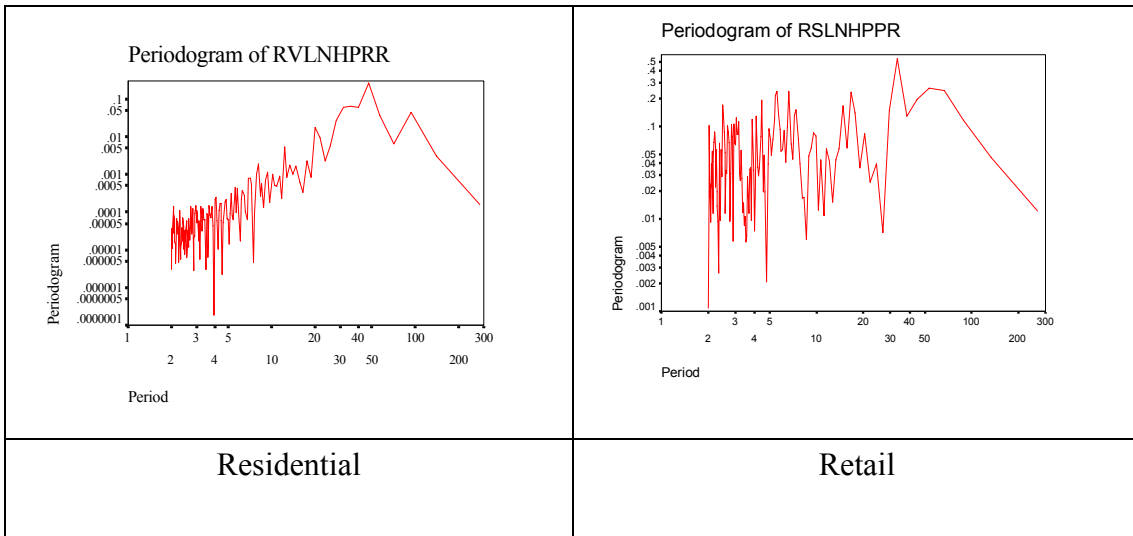 Periodogram of RVLNHPRR
Periodogram
.1
.05
.01
.005
.001
.0005
.0001
.00005
.00001
.000005
.000001
.0000005
.0000001
1 3 5 20 40 300
2 4 10 30 50 200
Period
Periodogram of RSLNHPPR
Periodogram
.5
.4
.3
.2
.1
.05
.04
.03
.02
.01
.005
.004
.003
.002
.001
1 3 5 20 40 100 300
2 4 10 30 50 200
Period
Residential
Retail